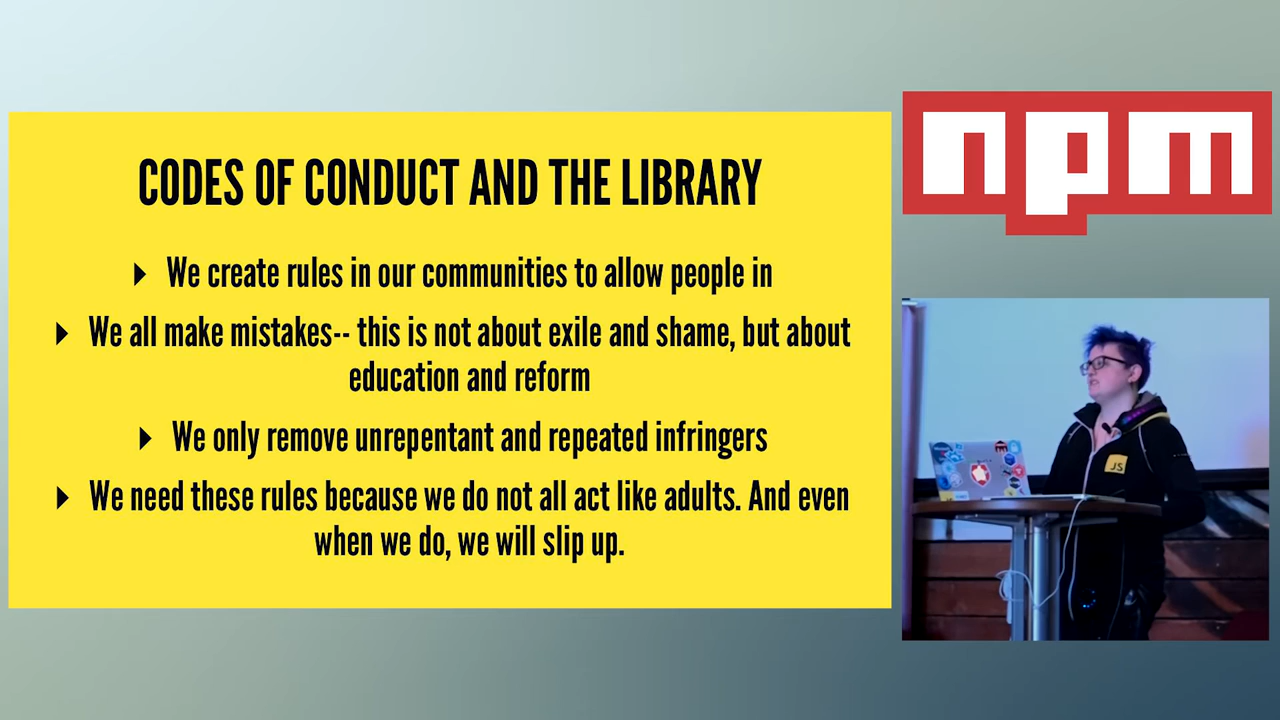 CODES OF CONDUCT AND THE LIBRARY
We create rules in our communities to allow people in
We all make mistakes-- this is not about exile and shame, but about
education and reform
We only remove unrepentant and repeated infringers
We need these rules because we do not all act like adults. And even
when we do, we will slip up.
npm
JS